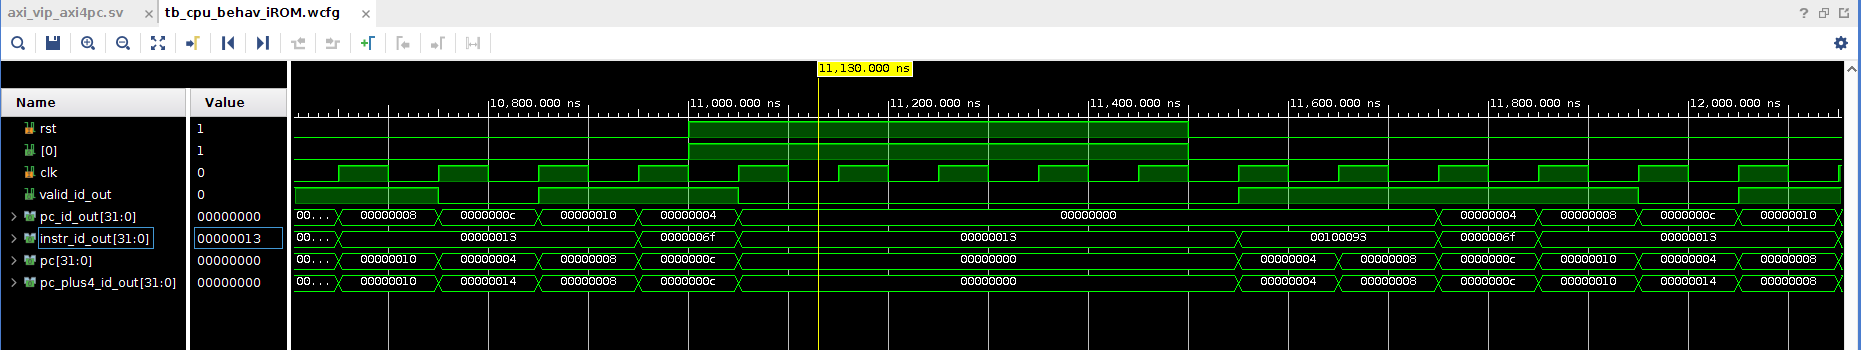 axi_vip_axi4pc.sv × tb_cpu_behav_iROM.wcfg × ?
11,130.000 ns
Name Value 10,800.000 ns 11,000.000 ns 11,200.000 ns 11,400.000 ns 11,600.000 ns 11,800.000 ns 12,000.000 ns
rst 1
[0] 1
clk 0
valid_id_out 0
pc_id_out[31:0] 00000000 00... 00000008 0000000c 00000010 00000004 00000000 00000004 00000008 0000000c 00000010
instr_id_out[31:0] 00000013 00... 00000013 0000006f 00000013 00100093 0000006f 00000013
pc[31:0] 00000000 00... 00000010 00000004 00000008 0000000c 00000000 00000004 00000008 0000000c 00000010 00000004 00000008
pc_plus4_id_out[31:0] 00000000 00... 00000010 00000014 00000008 0000000c 00000000 00000004 00000008 0000000c 00000010 00000014 00000008